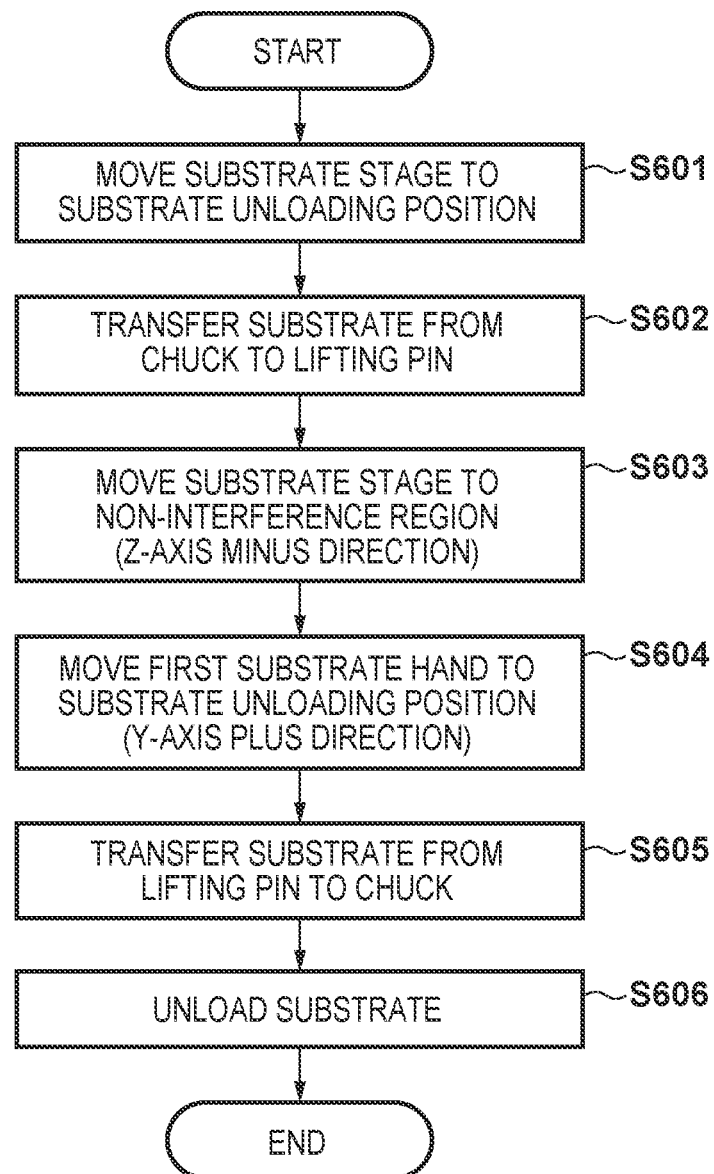 START
MOVE SUBSTRATE STAGE TO
SUBSTRATE UNLOADING POSITION
S601
TRANSFER SUBSTRATE FROM
CHUCK TO LIFTING PIN
S602
MOVE SUBSTRATE STAGE TO
NON-INTERFERENCE REGION
(Z-AXIS MINUS DIRECTION)
S603
MOVE FIRST SUBSTRATE HAND TO
SUBSTRATE UNLOADING POSITION
(Y-AXIS PLUS DIRECTION)
S604
TRANSFER SUBSTRATE FROM
LIFTING PIN TO CHUCK
S605
UNLOAD SUBSTRATE
S606
END